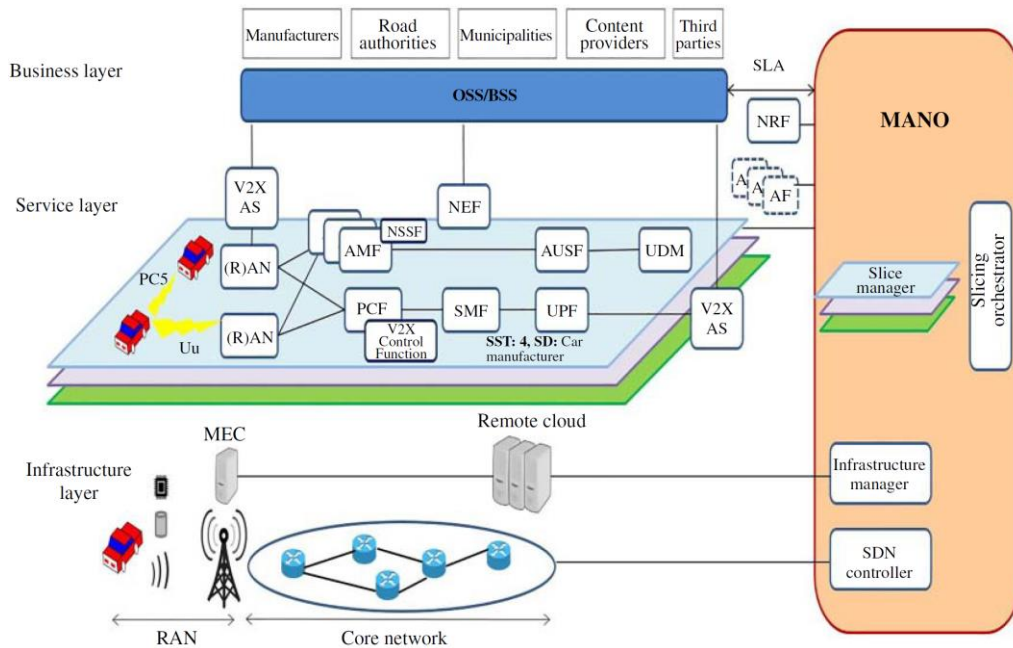 Manufacturers
Road
authorities
Municipalities
Content
providers
Third
parties
Business layer
OSS/BSS
SLA
MANO
NRF
V2X
AS
NEF
A
A
AF
Service layer
NSSF
AMF
AUSF
UDM
(R)AN
PC5
Slice
manager
Slicing
orchestrator
PCF
SMF
UPF
V2X
AS
(R)AN
V2X
Control
Function
Uu
SST: 4, SD: Car
manufacturer
Remote cloud
MEC
Infrastructure
layer
Infrastructure
manager
SDN
controller
RAN
Core network